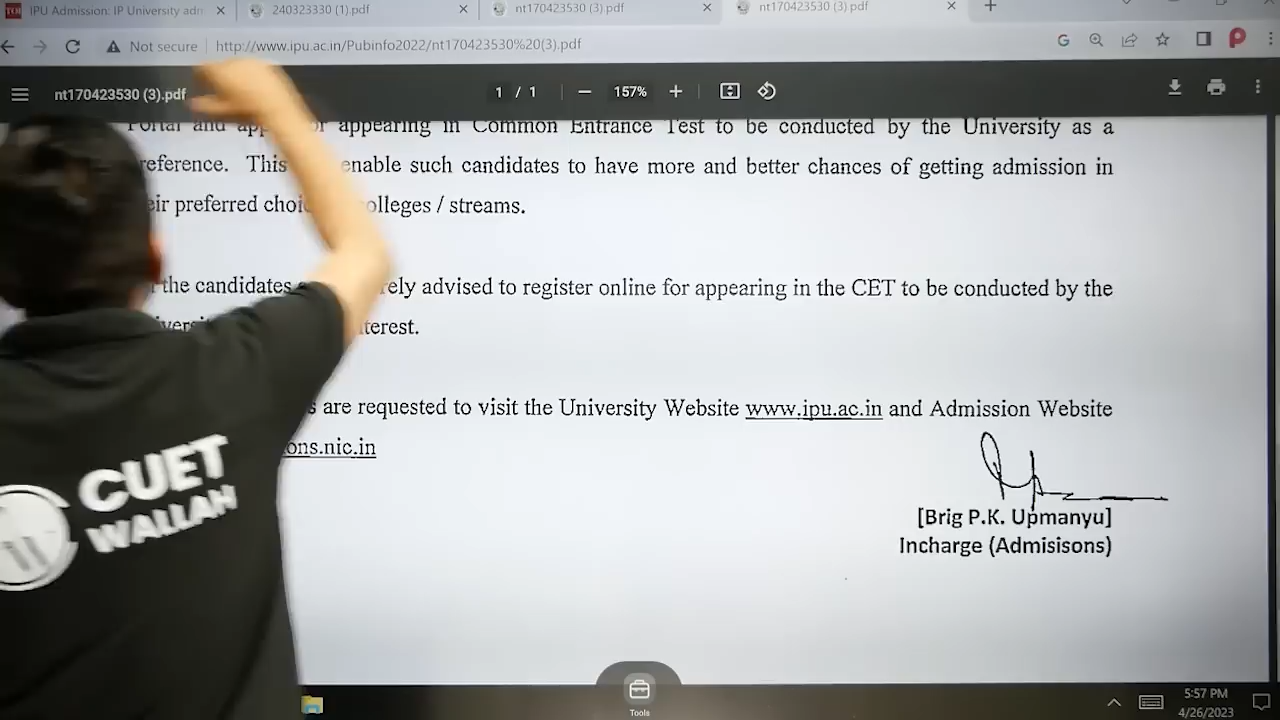 IPU Admission: IP University adm
240323330 (1).pdf
nt170423530 (3).pdf
nt170423530 (3).pdf
Not secure
http://www.ipu.ac.in/Pubinfo2022/nt170423530%20(3).pdf
nt170423530 (3).pdf
1 / 1
157%
Portal and appearing in Common Entrance Test to be conducted by the University as a
reference. This enable such candidates to have more and better chances of getting admission in
eir preferred choi olleges / streams.
the candidates rely advised to register online for appearing in the CET to be conducted by the
terest.
s are requested to visit the University Website www.ipu.ac.in and Admission Website
ons.nic.in
[Brig P.K. Upmanyu]
Incharge (Admisisons)
CUET
WALLAH
Tools
5:57 PM
4/26/2023